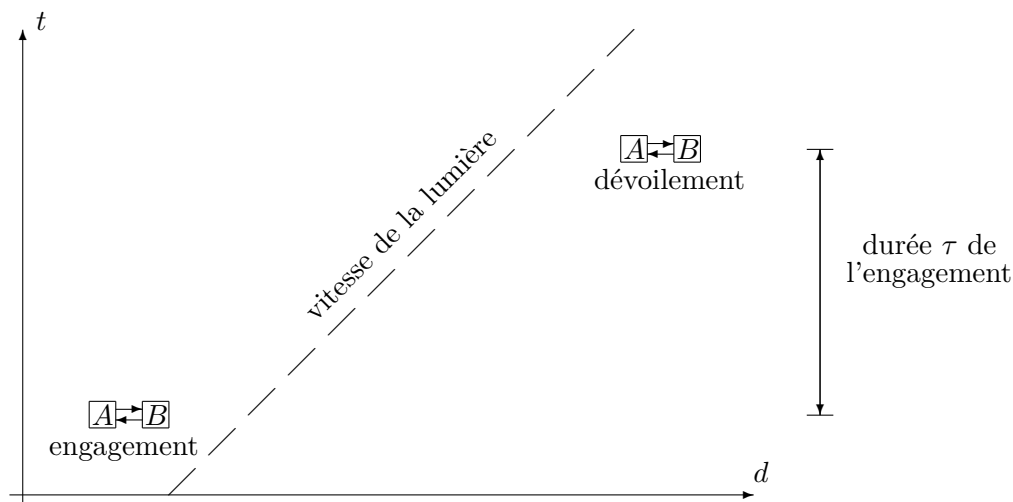 t
vitesse de la lumière
A B
dévoilement
durée τ de
l'engagement
A B
engagement
d